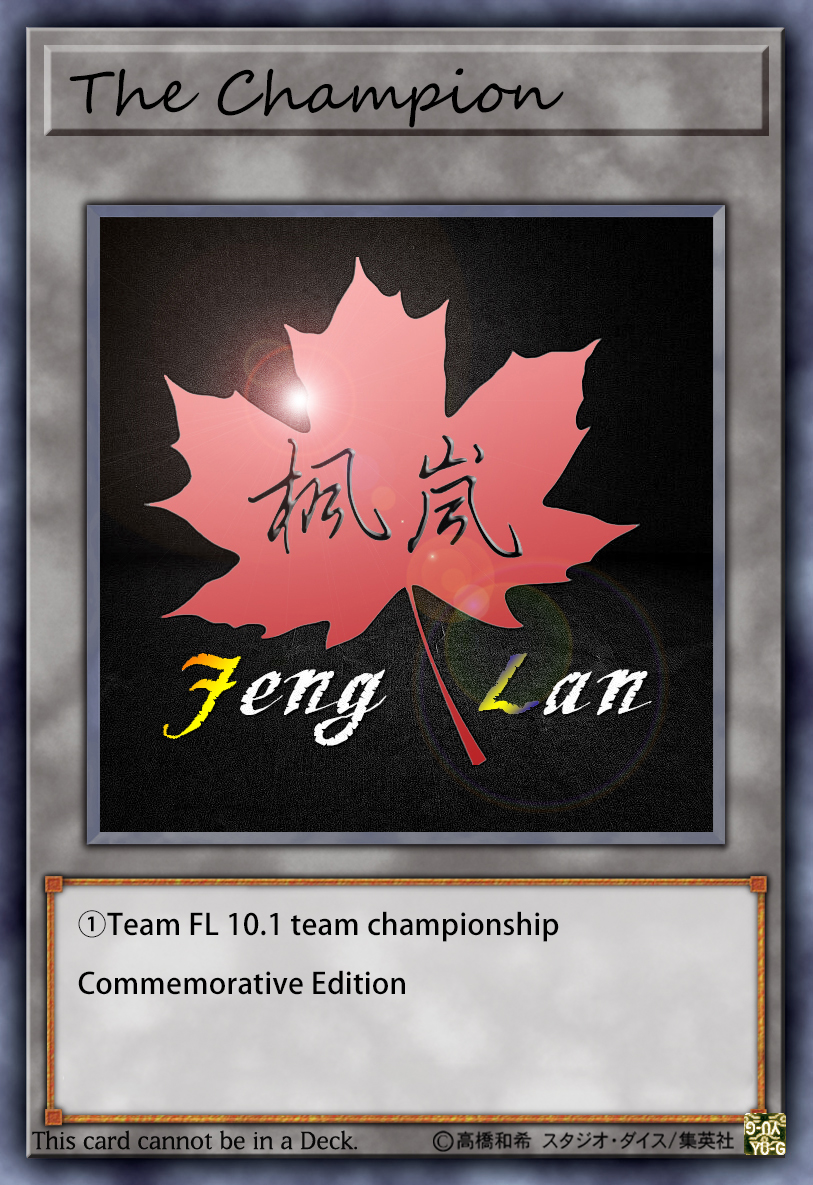 The Champion
枫岚
Feng Lan
①Team FL 10.1 team championship
Commemorative Edition
This card cannot be in a Deck. ©高橋和希 スタジオ・ダイス/集英社